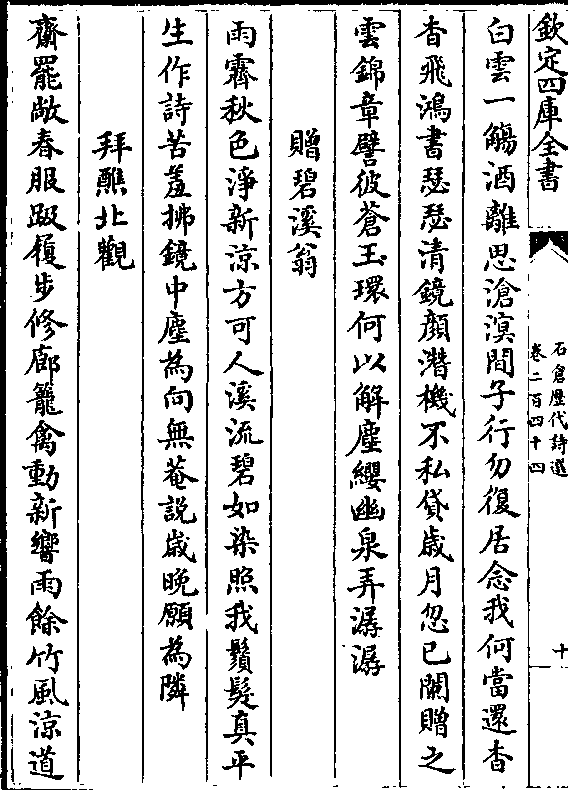 欽定四庫全書
石倉歷代詩選
卷二百四十四
十
白雲一觴酒離思滄溟間子行勿復居念我何當還杳
杳飛鴻書瑟瑟清鏡顔潛機不私貸歲月忽已闌贈之
雲錦章譬彼蒼玉環何以解塵纓幽泉弄潺潺
贈碧溪翁
雨霽秋色淨新涼方可人溪流碧如染照我鬚髮真平
生作詩苦羞拂鏡中塵為向無菴説歲晚願為隣
拜醮北觀
齋罷敞春服趿履步修廊籠禽動新響雨餘竹風涼道